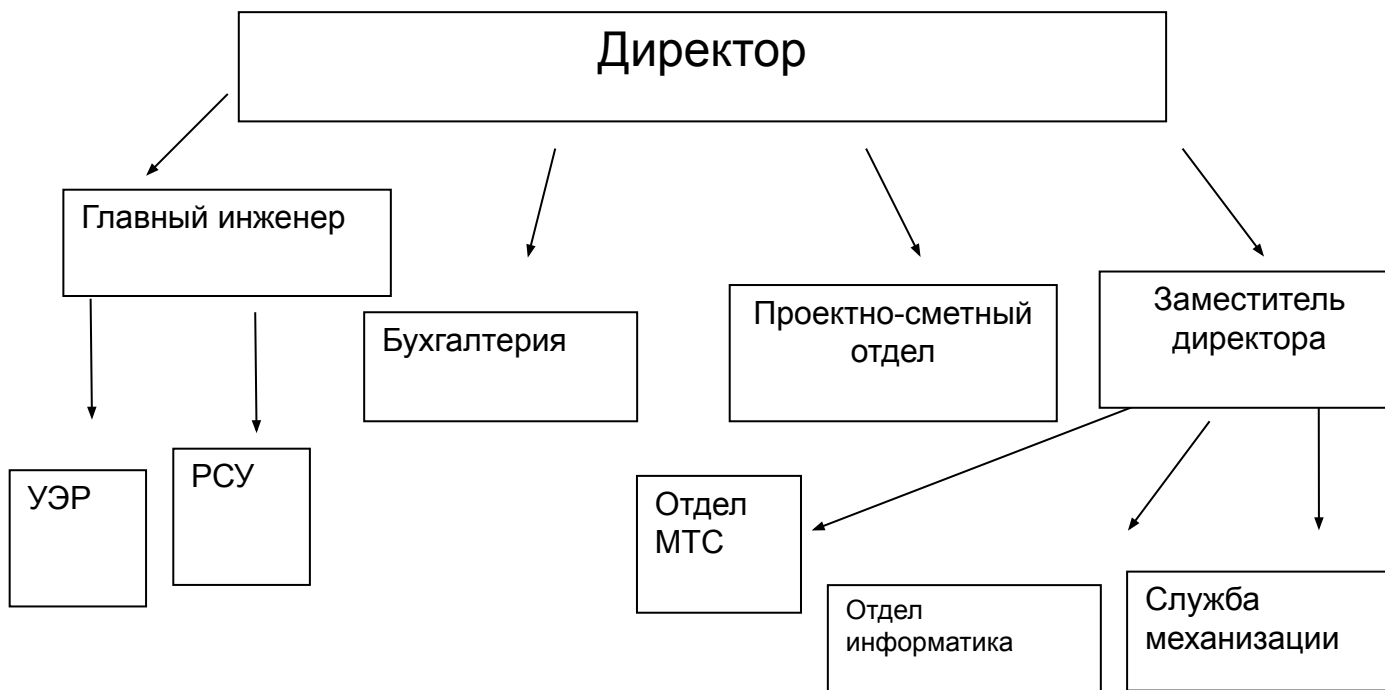 Директор
Главный инженер
Бухгалтерия
Проектно-сметный
отдел
Заместитель
директора
УЭР
РСУ
Отдел
МТС
Отдел
информатика
Служба
механизации